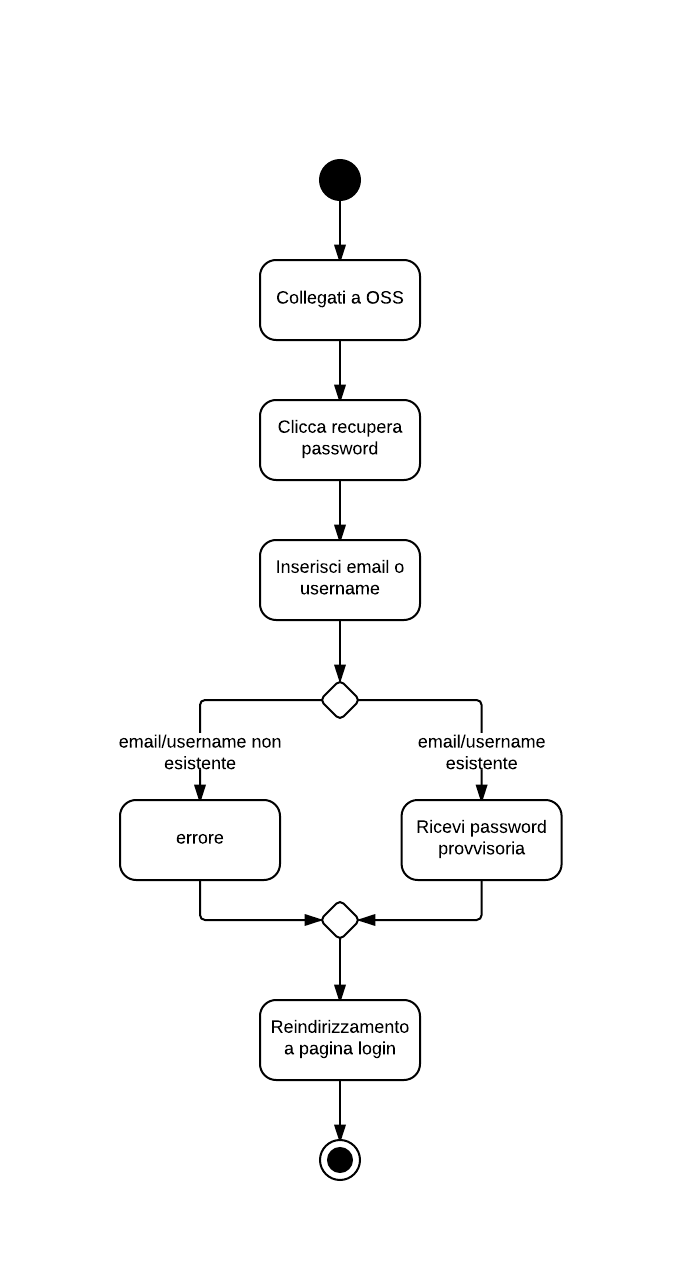 Collegati a OSS
Clicca recupera
password
Inserisci email o
username
email/username non
esistente
email/username
esistente
errore
Ricevi password
provvisoria
Reindirizzamento
a pagina login